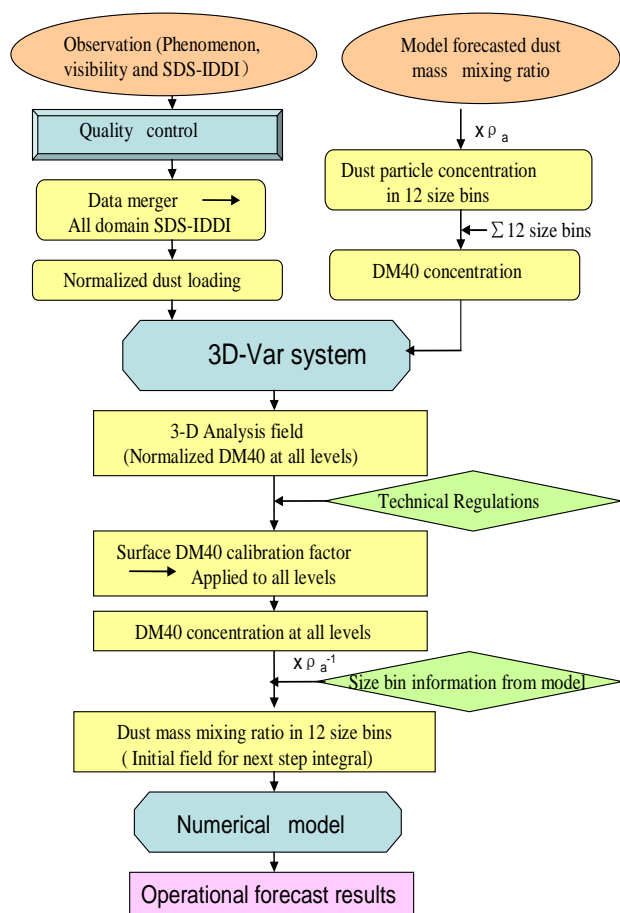 Observation (Phenomenon,
visibility and SDS-IDDI）
Model forecasted dust
mass mixing ratio
Quality control
x ρ a
Dust particle concentration
in 12 size bins
Data merger
All domain SDS-IDDI
∑ 12 size bins
Normalized dust loading
DM40 concentration
3D-Var system
3-D Analysis field
(Normalized DM40 at all levels)
Technical Regulations
Surface DM40 calibration factor
Applied to all levels
DM40 concentration at all levels
x ρ a -1
Size bin information from model
Dust mass mixing ratio in 12 size bins
( Initial field for next step integral)
Numerical model
Operational forecast results